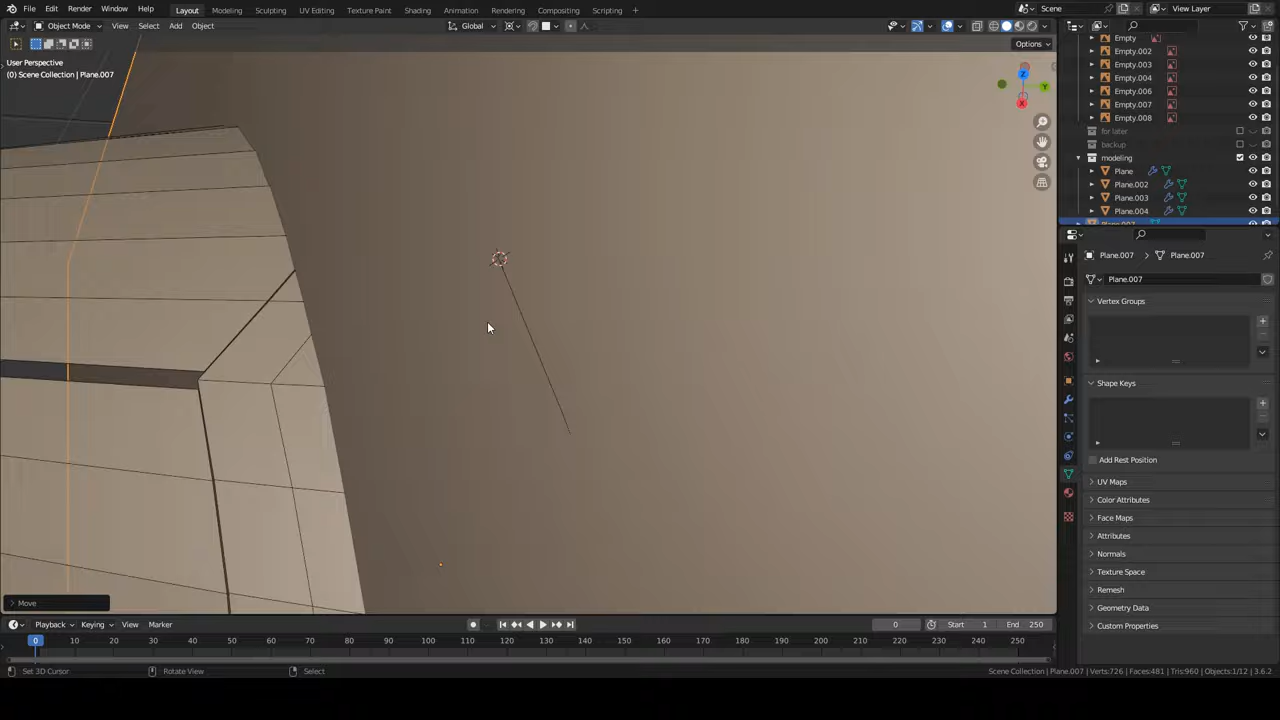 File Edit Render Window Help Layout Modeling Sculpting UV Editing Texture Paint Shading Animation Rendering Compositing Scripting + Scene View Layer
Object Mode View Select Add Object Global
Options
User Perspective
(0) Scene Collection | Plane.007
Z
Y
X
Empty
Empty.002
Empty.003
Empty.004
Empty.006
Empty.007
Empty.008
for later
backup
modeling
Plane
Plane.002
Plane.003
Plane.004
Plane.007 Plane.007
Plane.007
Vertex Groups
Shape Keys
Add Rest Position
UV Maps
Color Attributes
Face Maps
Attributes
Normals
Texture Space
Remesh
Geometry Data
Custom Properties
Move
Playback Keying View Marker 0 Start 1 End 250
0 10 20 30 40 50 60 70 80 90 100 110 120 130 140 150 160 170 180 190 200 210 220 230 240 250
Set 3D Cursor Rotate View Select Scene Collection | Plane.007 | Verts:726 | Faces:481 | Tris:960 | Objects:1/12 | 3.6.2